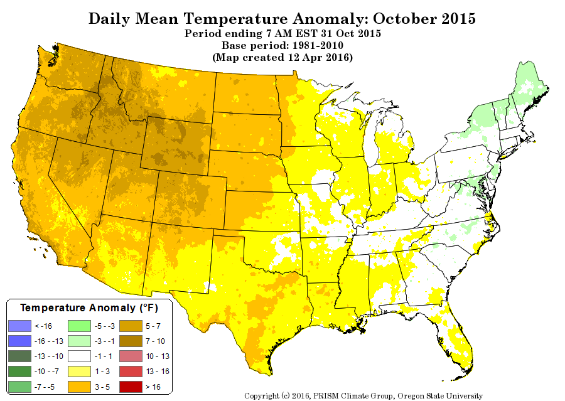 Daily Mean Temperature Anomaly: October 2015
Period ending 7 AM EST 31 Oct 2015
Base period: 1981-2010
(Map created 12 Apr 2016)
Temperature Anomaly (°F)
< -16 -5 - -3 5 - 7
-16 - -13 -3 - -1 7 - 10
-13 - -10 -1 - 1 10 - 13
-10 - -7 1 - 3 13 - 16
-7 - -5 3 - 5 > 16
Copyright (c) 2016, PRISM Climate Group, Oregon State University